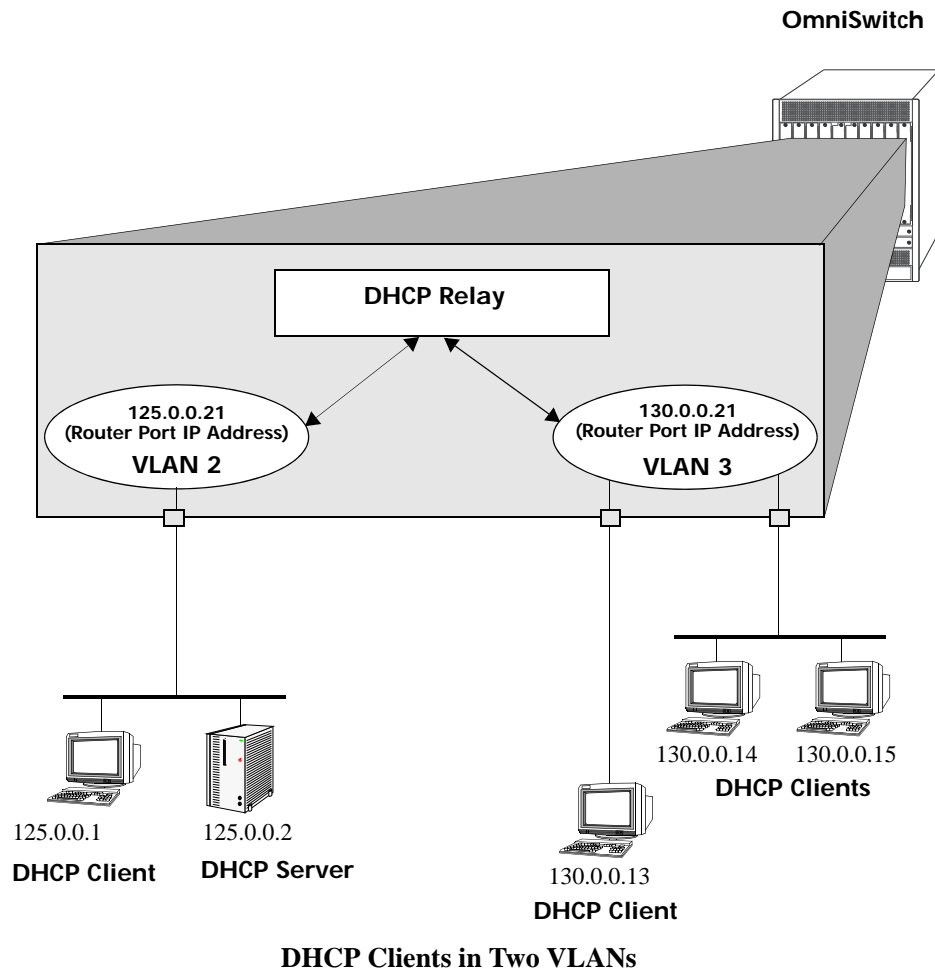 OmniSwitch
DHCP Relay
125.0.0.21
(Router Port IP Address)
VLAN 2
130.0.0.21
(Router Port IP Address)
VLAN 3
130.0.0.14
130.0.0.15
DHCP Clients
125.0.0.1
DHCP Client
125.0.0.2
DHCP Server
130.0.0.13
DHCP Client
DHCP Clients in Two VLANs